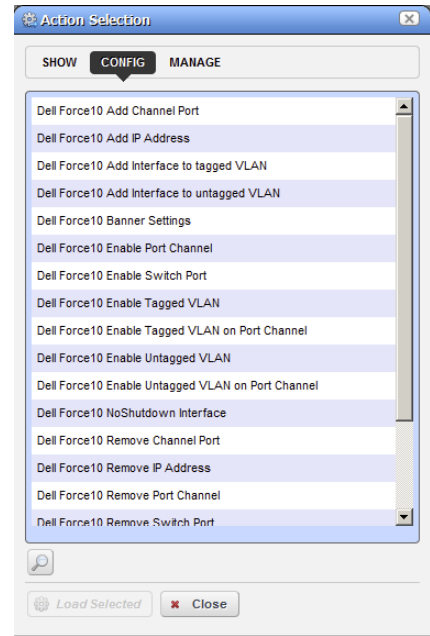 Action Selection
SHOW CONFIG MANAGE
Dell Force10 Add Channel Port
Dell Force10 Add IP Address
Dell Force10 Add Interface to tagged VLAN
Dell Force10 Add Interface to untagged VLAN
Dell Force10 Banner Settings
Dell Force10 Enable Port Channel
Dell Force10 Enable Switch Port
Dell Force10 Enable Tagged VLAN
Dell Force10 Enable Tagged VLAN on Port Channel
Dell Force10 Enable Untagged VLAN
Dell Force10 Enable Untagged VLAN on Port Channel
Dell Force10 NoShutdown Interface
Dell Force10 Remove Channel Port
Dell Force10 Remove IP Address
Dell Force10 Remove Port Channel
Dell Force10 Remove Switch Port
Load Selected Close